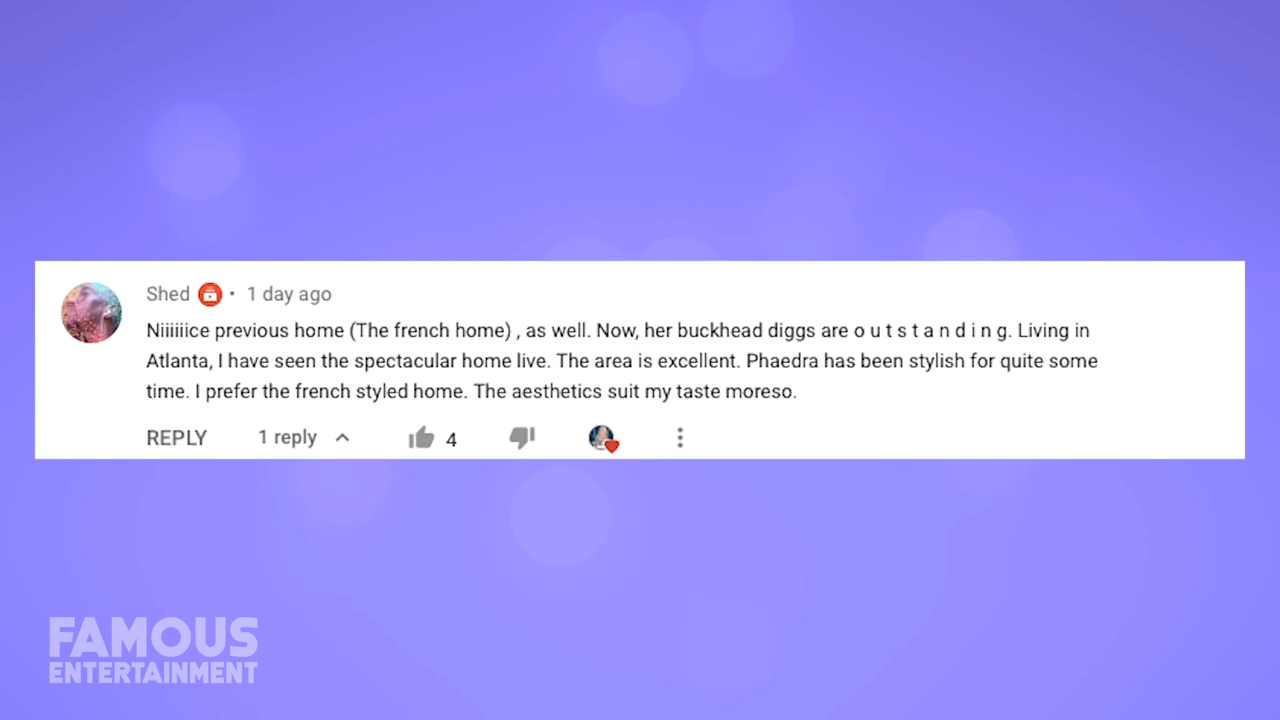 Shed • 1 day ago
Niiiiiice previous home (The french home) , as well. Now, her buckhead diggs are o u t s t a n d i n g. Living in
Atlanta, I have seen the spectacular home live. The area is excellent. Phaedra has been stylish for quite some
time. I prefer the french styled home. The aesthetics suit my taste moreso.
REPLY 1 reply 4
FAMOUS
ENTERTAINMENT